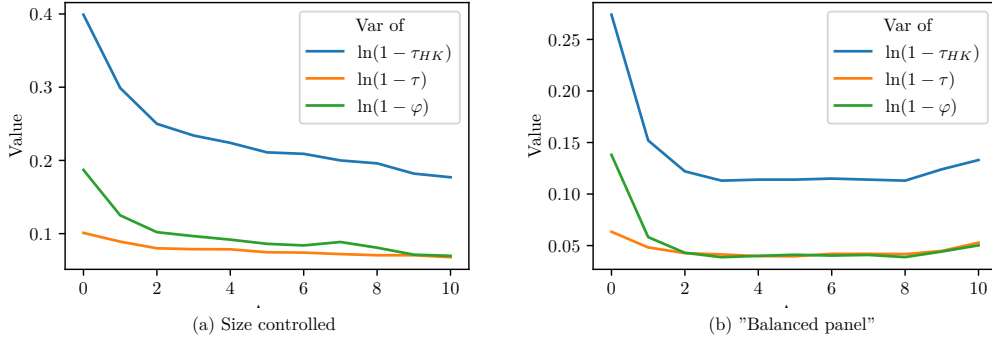 0.4
0.3
0.2
0.1
Value
0 2 4 6 8 10
Var of
ln(1 − τ_HK)
ln(1 − τ)
ln(1 − φ)
(a) Size controlled
0.25
0.20
0.15
0.10
0.05
Value
0 2 4 6 8 10
Var of
ln(1 − τ_HK)
ln(1 − τ)
ln(1 − φ)
(b) ”Balanced panel”